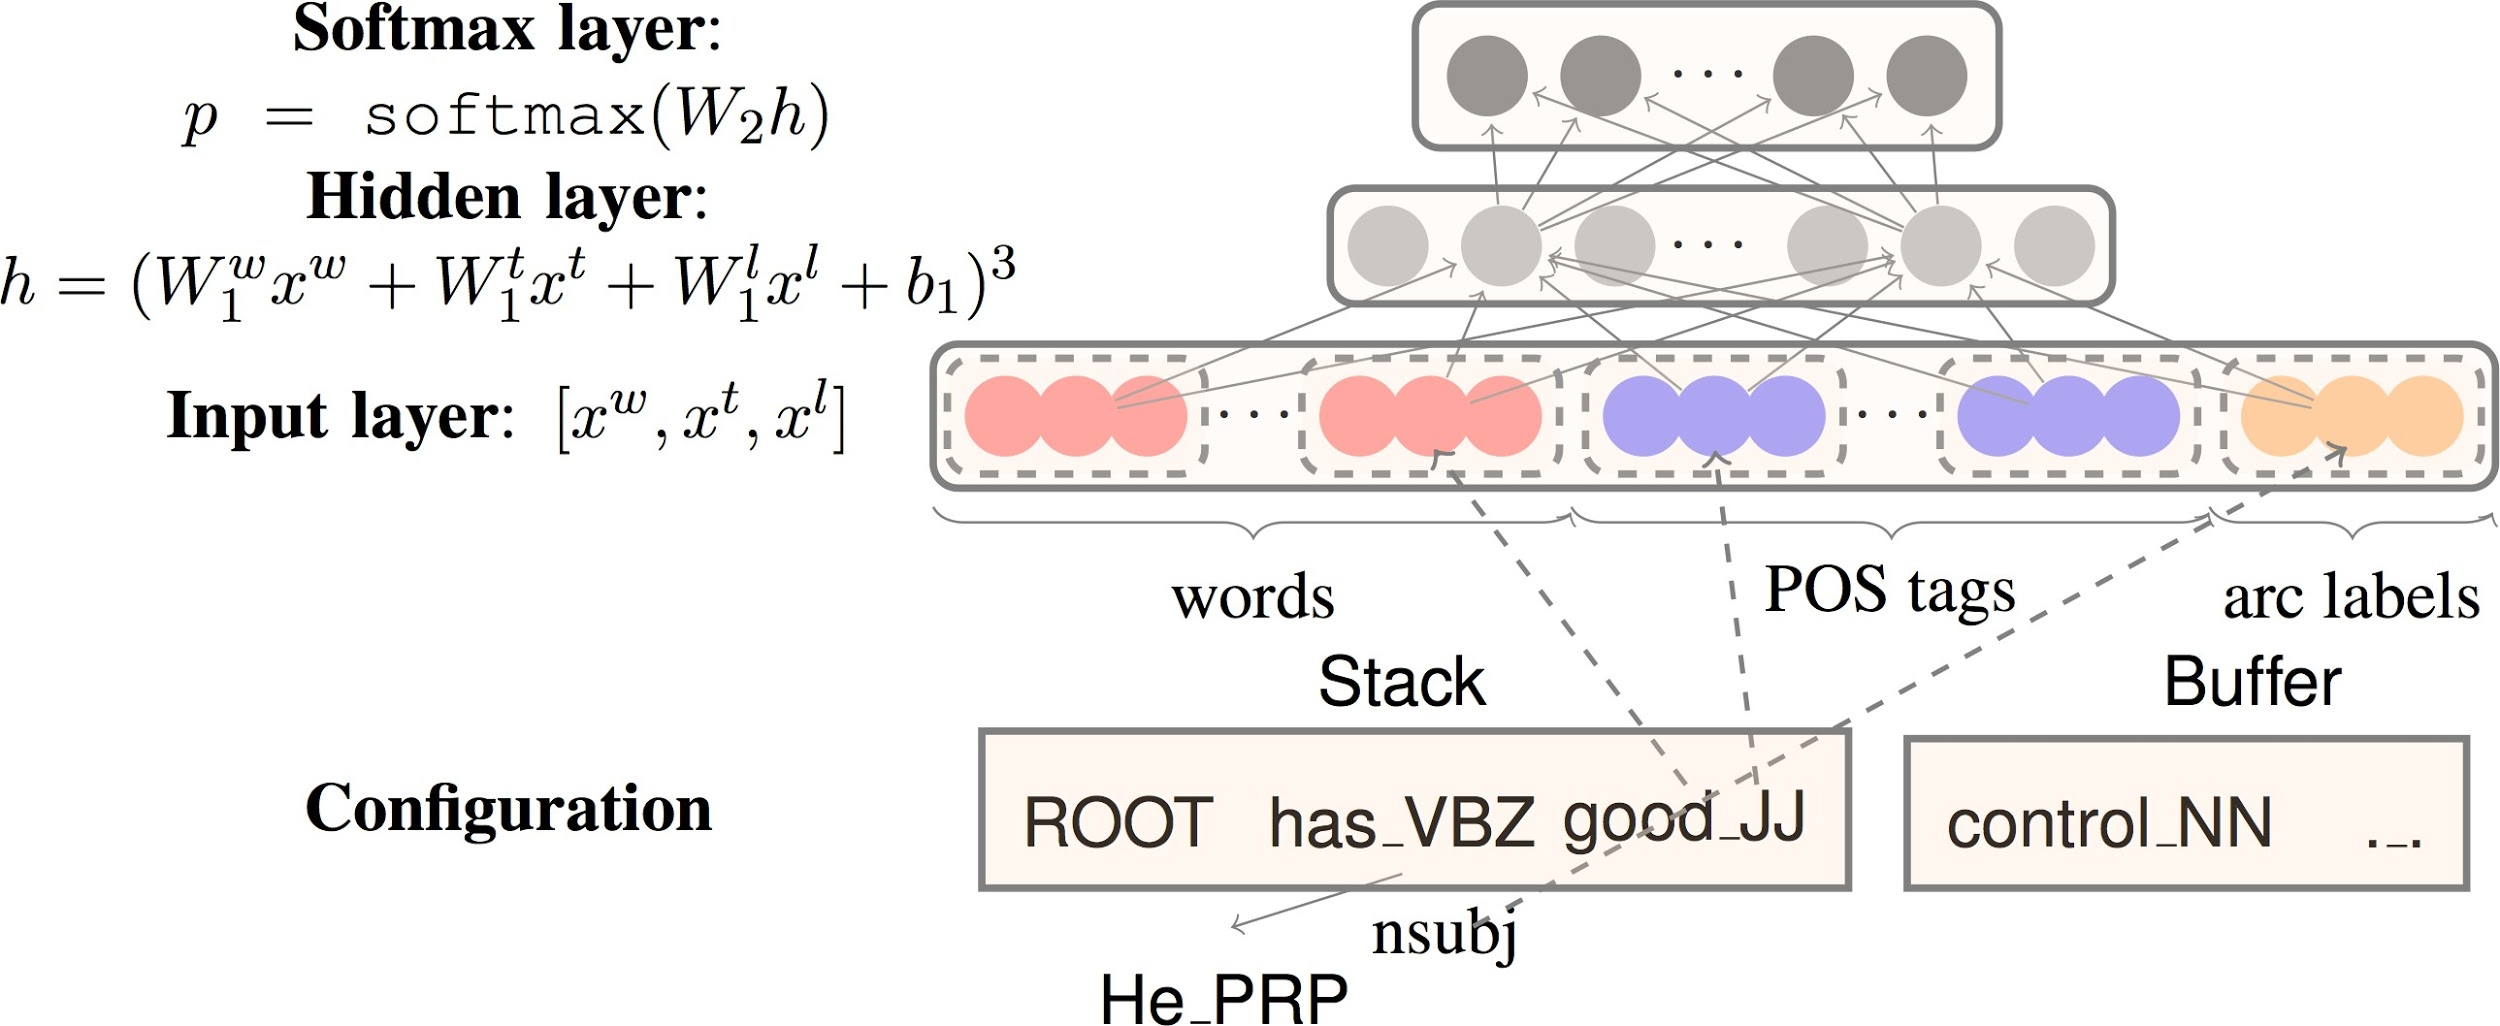 Softmax layer:
p = softmax(W₂h)
Hidden layer:
h = (W₁ʷxʷ + W₁ᵗxᵗ + W₁ˡxˡ + b₁)³
Input layer: [xʷ, xᵗ, xˡ]
words
POS tags
arc labels
Stack
Buffer
Configuration
ROOT has_VBZ good_JJ
control_NN ._.
nsubj
He_PRP